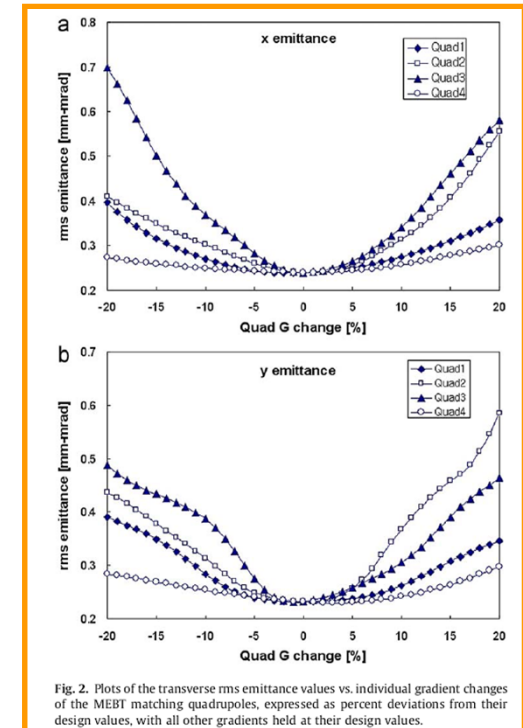 a
0.8
x emittance
Quad1
Quad2
Quad3
Quad4
0.7
0.6
0.5
0.4
0.3
0.2
rms emittance [mm-mrad]
-20 -15 -10 -5 0 5 10 15 20
Quad G change [%]
b
0.7
y emittance
Quad1
Quad2
Quad3
Quad4
0.6
0.5
0.4
0.3
0.2
rms emittance [mm-mrad]
-20 -15 -10 -5 0 5 10 15 20
Quad G change [%]
Fig. 2. Plots of the transverse rms emittance values vs. individual gradient changes
of the MEBT matching quadrupoles, expressed as percent deviations from their
design values, with all other gradients held at their design values.